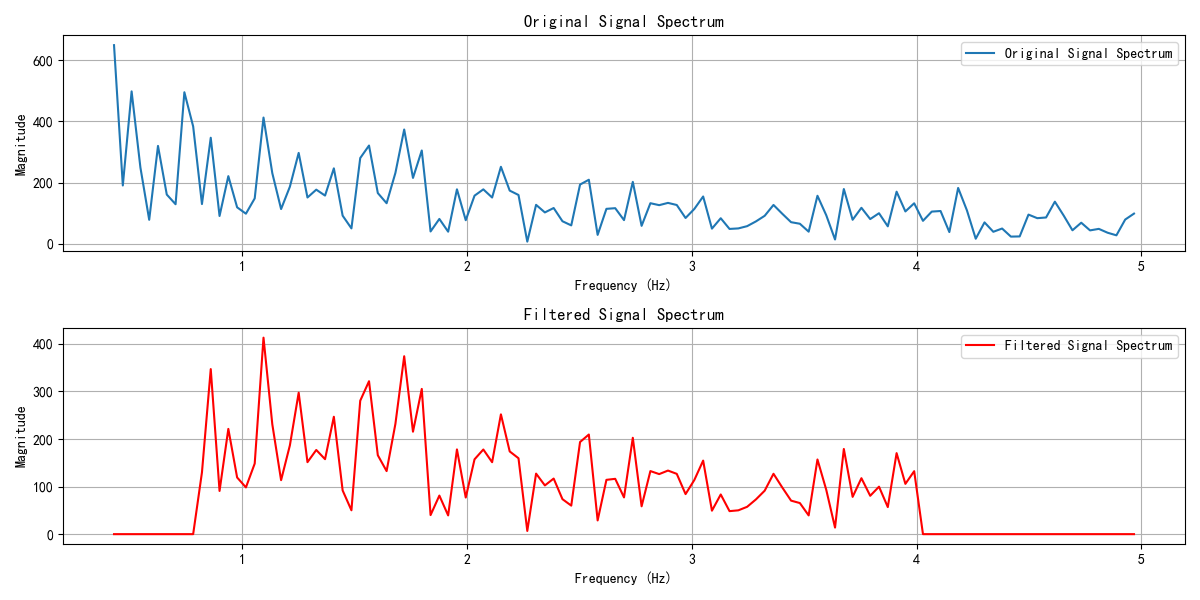 Original Signal Spectrum
Original Signal Spectrum
Magnitude
600
400
200
0
1 2 3 4 5
Frequency (Hz)
Filtered Signal Spectrum
Filtered Signal Spectrum
Magnitude
400
300
200
100
0
1 2 3 4 5
Frequency (Hz)